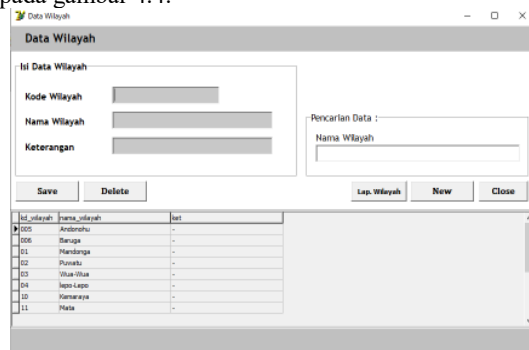 pada gambar 4.4.
Data Wilayah
Data Wilayah
Isi Data Wilayah
Kode Wilayah
Nama Wilayah
Keterangan
Pencarian Data :
Nama Wilayah
Save Delete Lap. Wilayah New Close
kd_wilayah nama_wilayah ket
005 Andonohu -
006 Baruga -
01 Mandonga -
02 Puwatu -
03 Wua-Wua -
04 lepo-Lepo -
10 Kemaraya -
11 Mata -